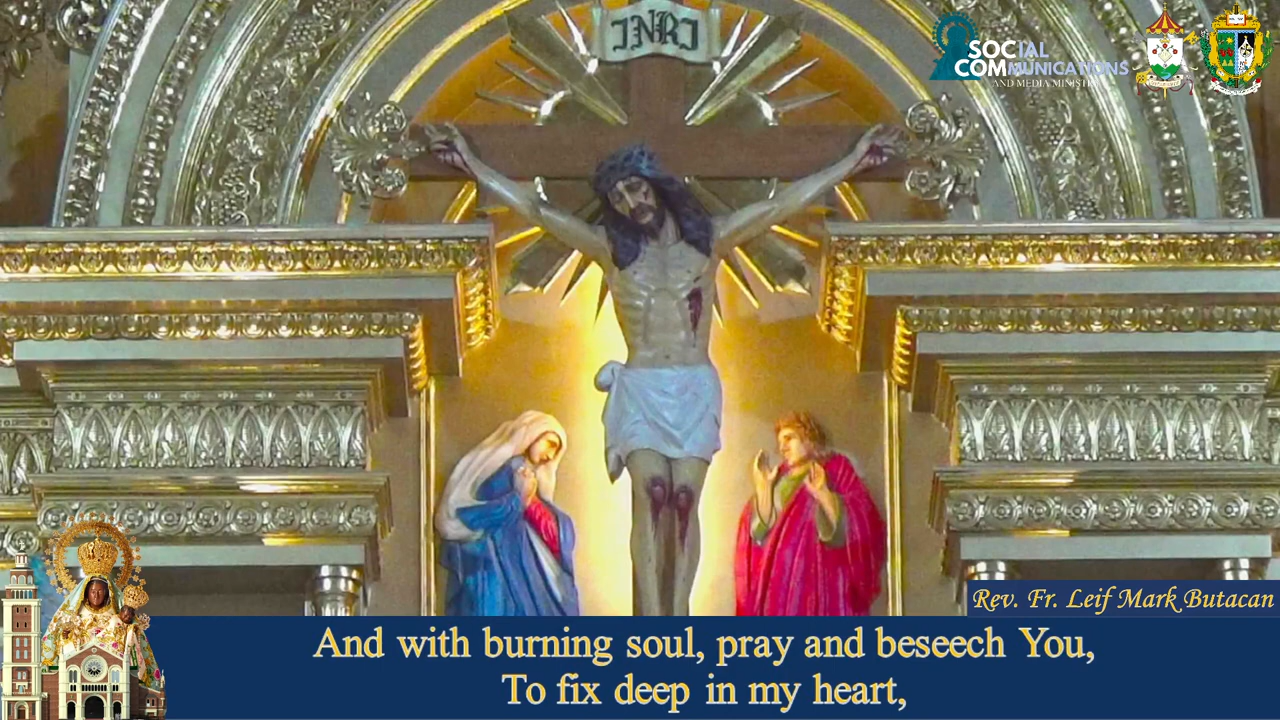 INRI
SOCIAL
COMMUNICATIONS
AND MEDIA MINISTRY
Rev. Fr. Leif Mark Butacan
And with burning soul, pray and beseech You,
To fix deep in my heart,